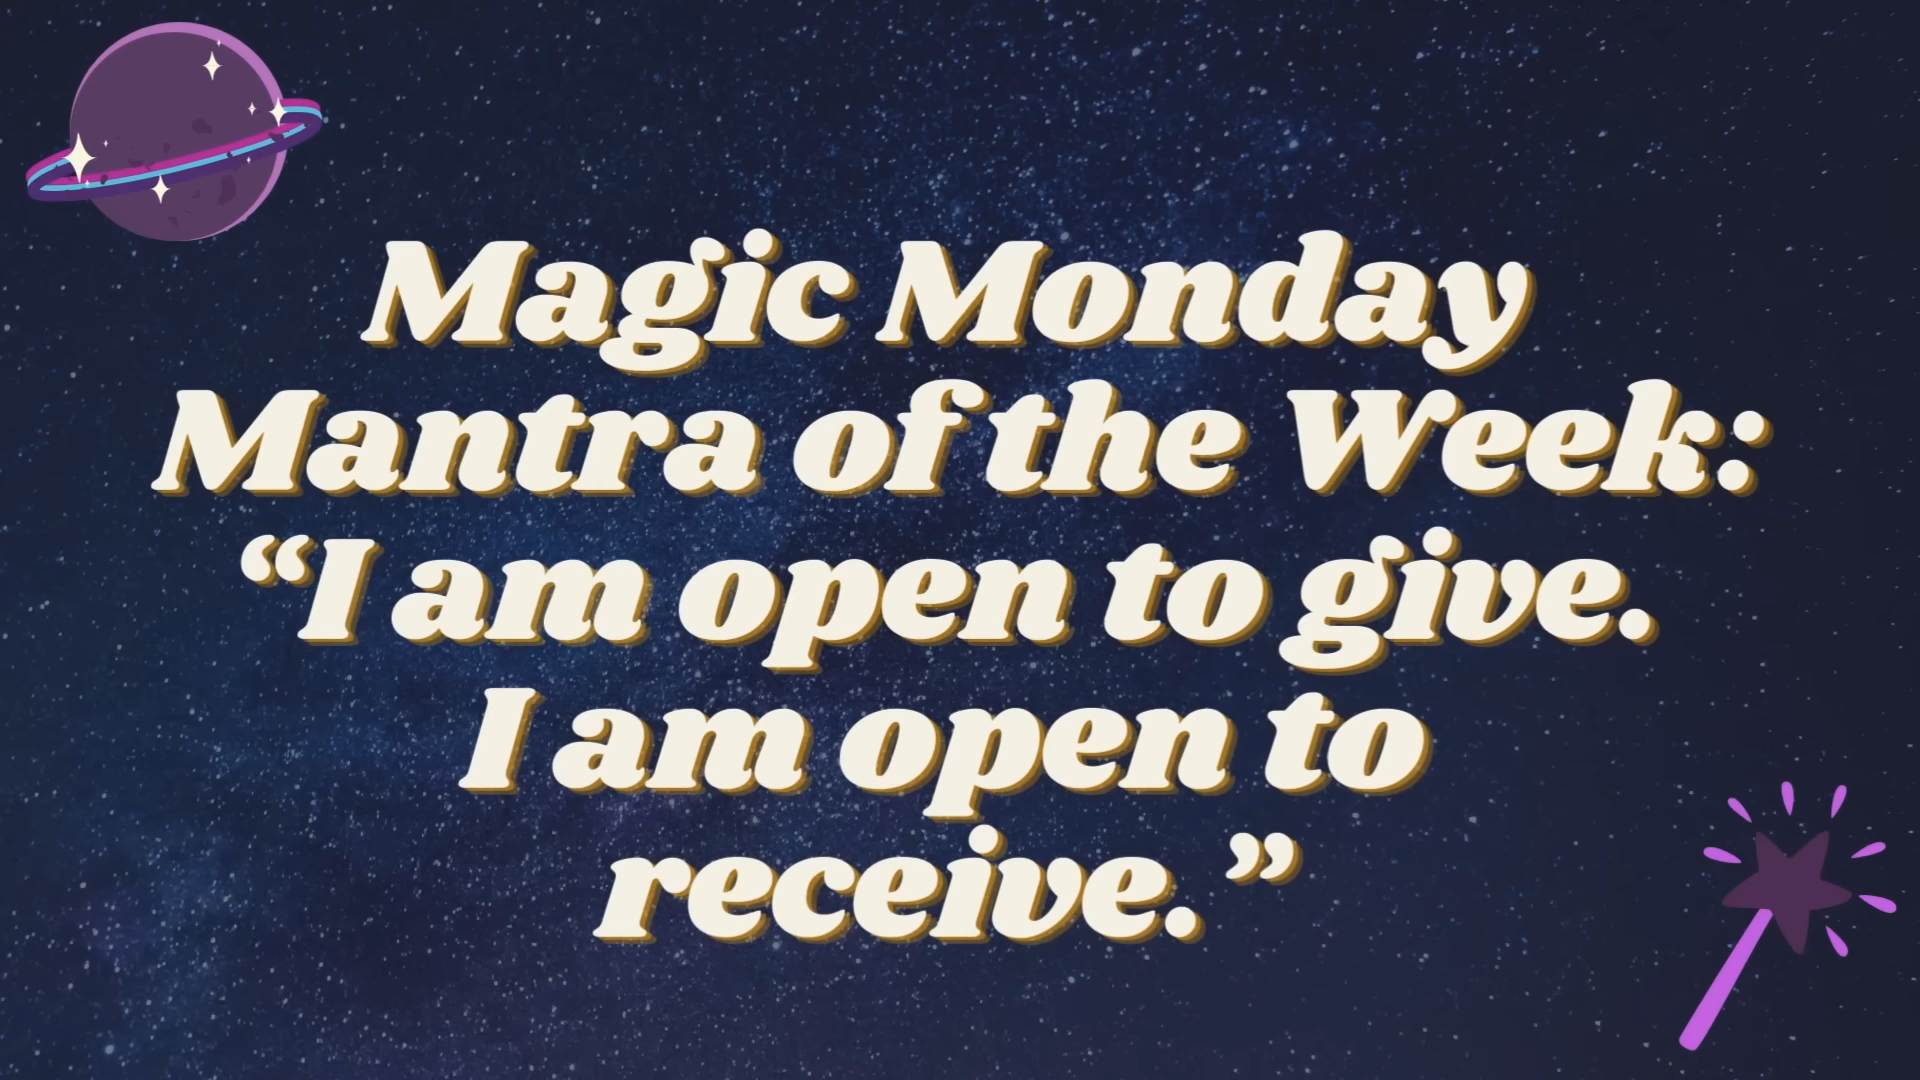 Magic Monday
Mantra of the Week:
“I am open to give.
I am open to
receive.”